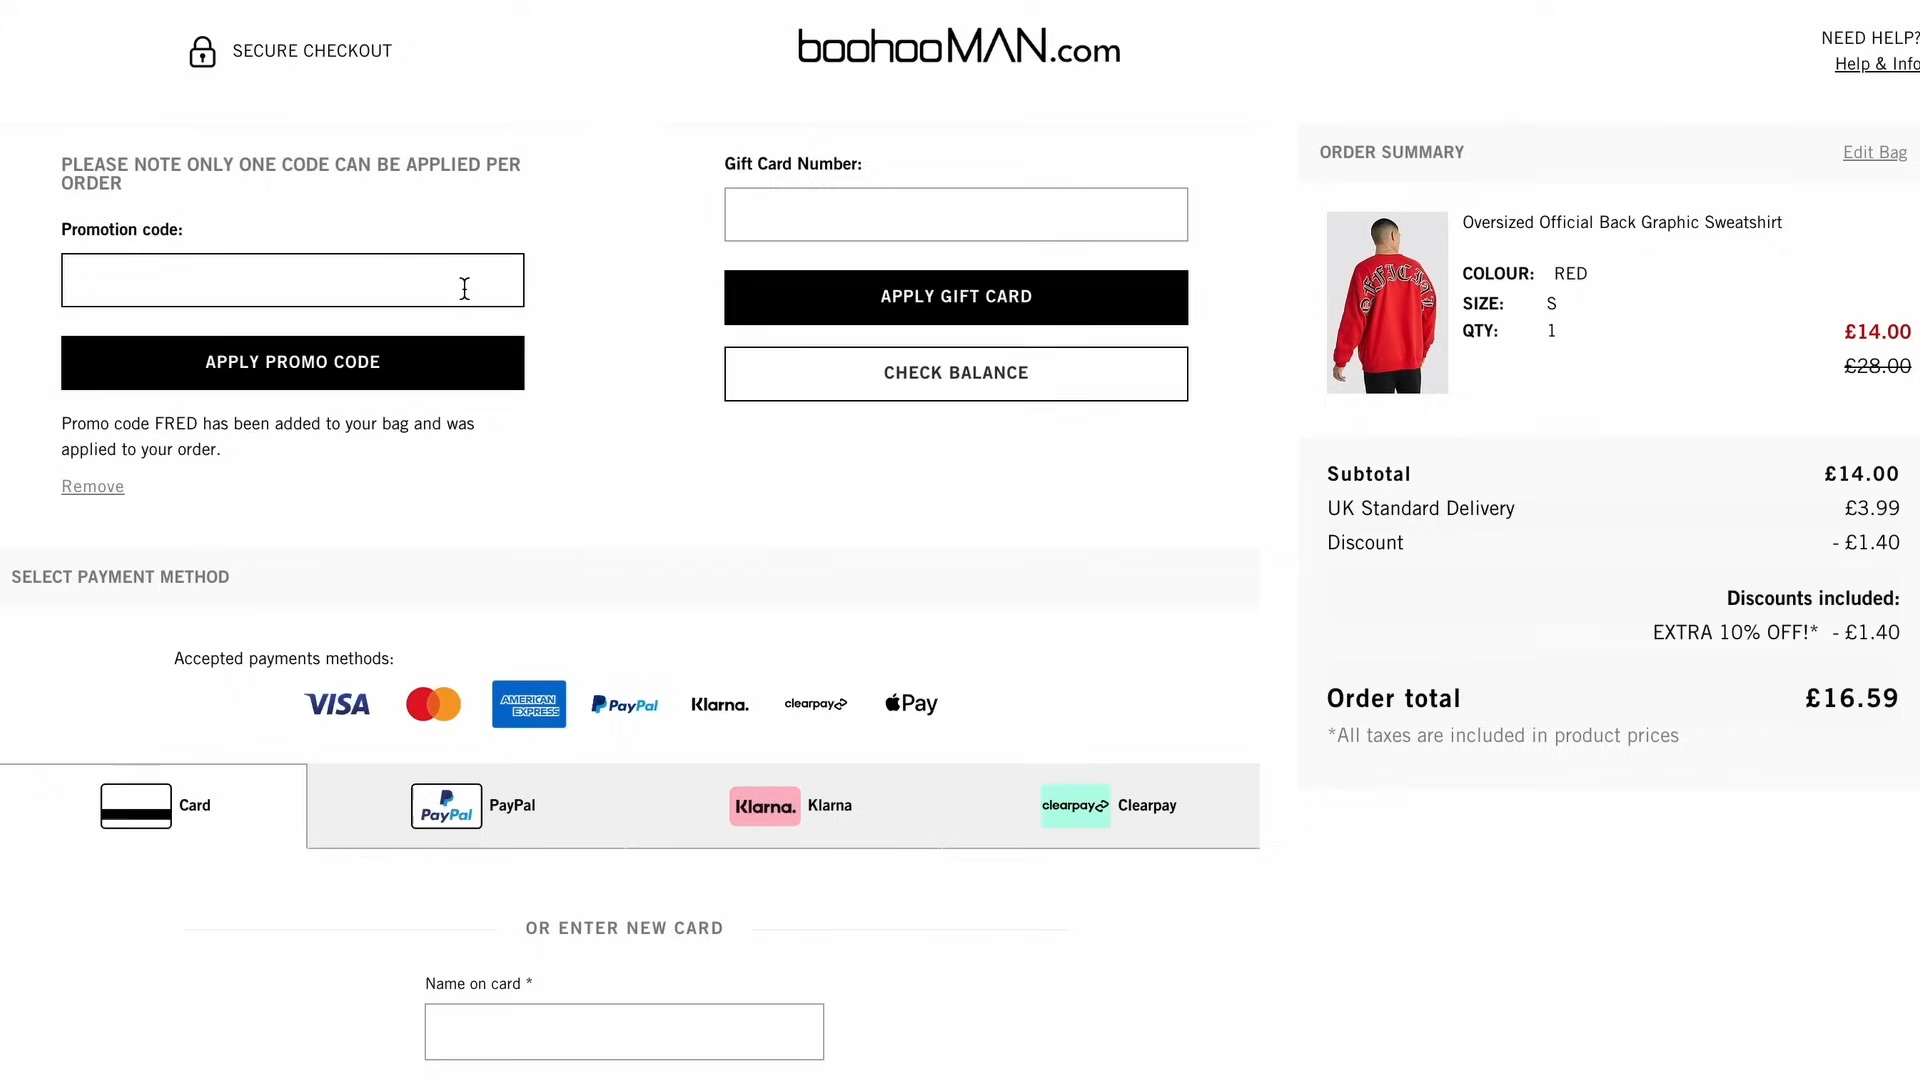 SECURE CHECKOUT
boohooMAN.com
NEED HELP?
Help & Info
PLEASE NOTE ONLY ONE CODE CAN BE APPLIED PER
ORDER
Promotion code:
APPLY PROMO CODE
Promo code FRED has been added to your bag and was
applied to your order.
Remove
Gift Card Number:
APPLY GIFT CARD
CHECK BALANCE
ORDER SUMMARY
Edit Bag
OFFICIAL
Oversized Official Back Graphic Sweatshirt
COLOUR: RED
SIZE: S
QTY: 1
£14.00
£28.00
Subtotal £14.00
UK Standard Delivery £3.99
Discount - £1.40
Discounts included:
EXTRA 10% OFF!* - £1.40
Order total £16.59
*All taxes are included in product prices
SELECT PAYMENT METHOD
Accepted payments methods:
VISA
AMERICAN
EXPRESS
PayPal
Klarna.
clearpay
Pay
Card
PayPal PayPal
Klarna. Klarna
clearpay Clearpay
OR ENTER NEW CARD
Name on card *